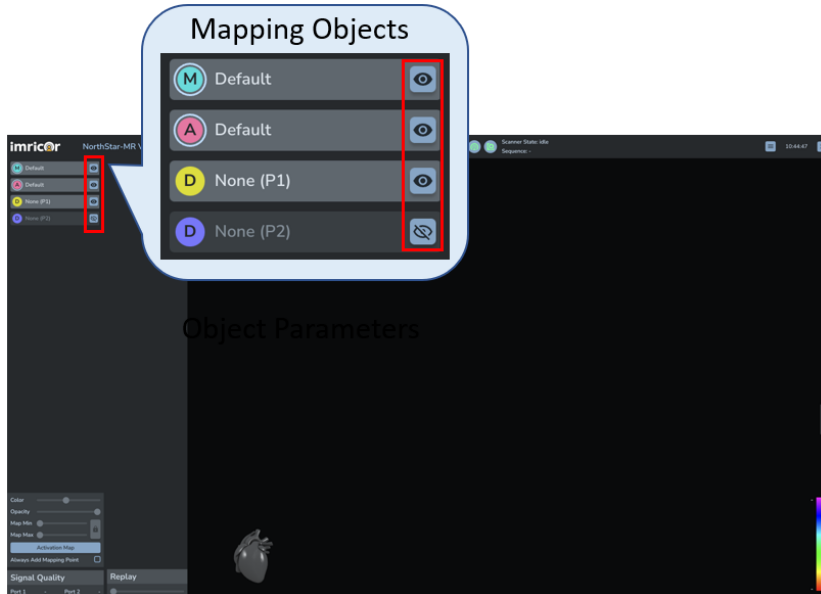 Mapping Objects
M Default
A Default
D None (P1)
D None (P2)
imricor NorthStar-MR
Scanner State: Idle
Sequence: -
10:44:47
M Default
A Default
D None (P1)
D None (P2)
Object Parameters
Color
Opacity
Map Min
Map Max
Activation Map
Always Add Mapping Point
Signal Quality
Replay
Port 1 - Port 2 -